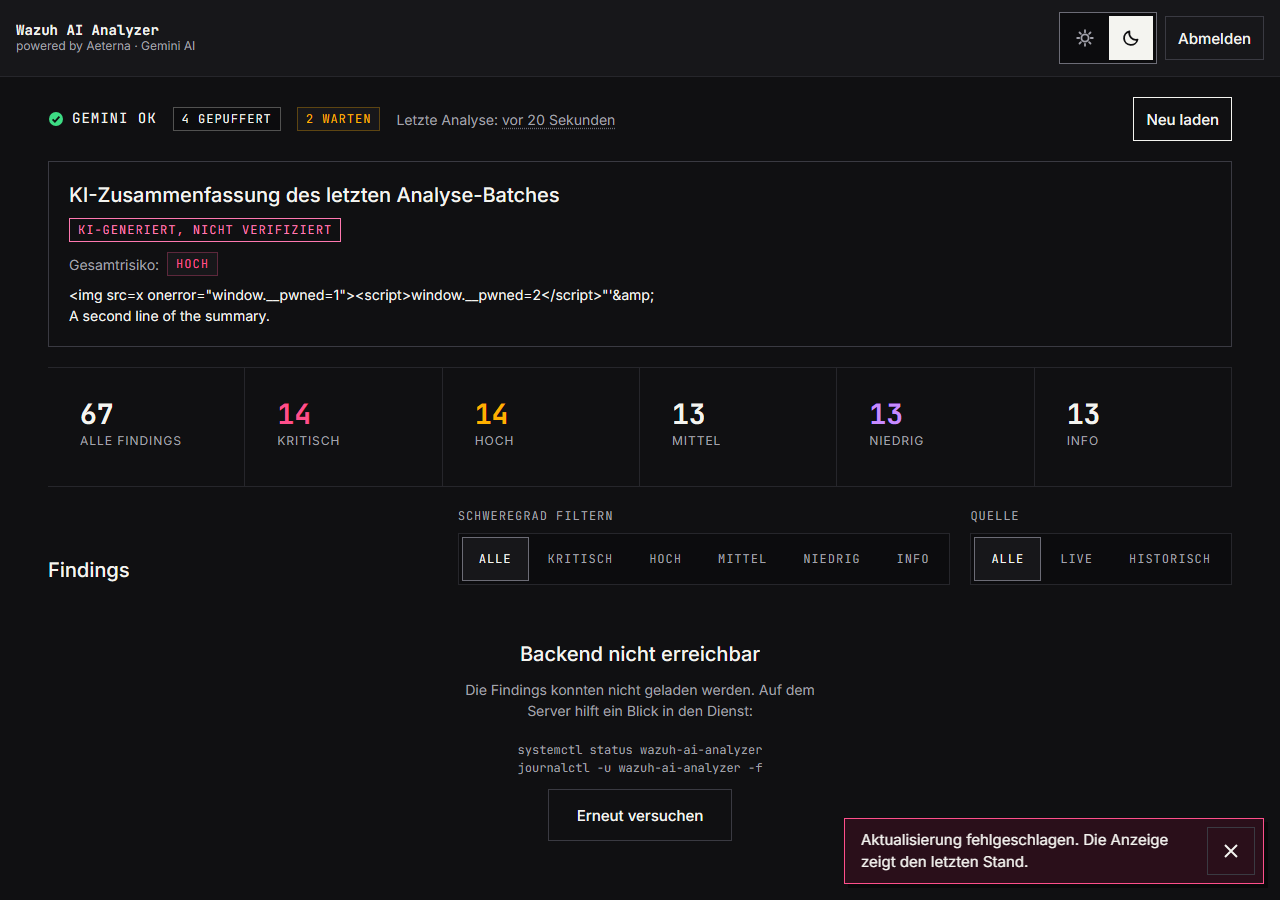 Wazuh AI Analyzer
powered by Aeterna · Gemini AI
Abmelden
GEMINI OK
4 GEPUFFERT
2 WARTEN
Letzte Analyse: vor 20 Sekunden
Neu laden
KI-Zusammenfassung des letzten Analyse-Batches
KI-GENERIERT, NICHT VERIFIZIERT
Gesamtrisiko: HOCH
<img src=x onerror="window.__pwned=1"><script>window.__pwned=2</script>"'&amp;
A second line of the summary.
67
ALLE FINDINGS
14
KRITISCH
14
HOCH
13
MITTEL
13
NIEDRIG
13
INFO
Findings
SCHWEREGRAD FILTERN
ALLE KRITISCH HOCH MITTEL NIEDRIG INFO
QUELLE
ALLE LIVE HISTORISCH
Backend nicht erreichbar
Die Findings konnten nicht geladen werden. Auf dem
Server hilft ein Blick in den Dienst:
systemctl status wazuh-ai-analyzer
journalctl -u wazuh-ai-analyzer -f
Erneut versuchen
Aktualisierung fehlgeschlagen. Die Anzeige
zeigt den letzten Stand.